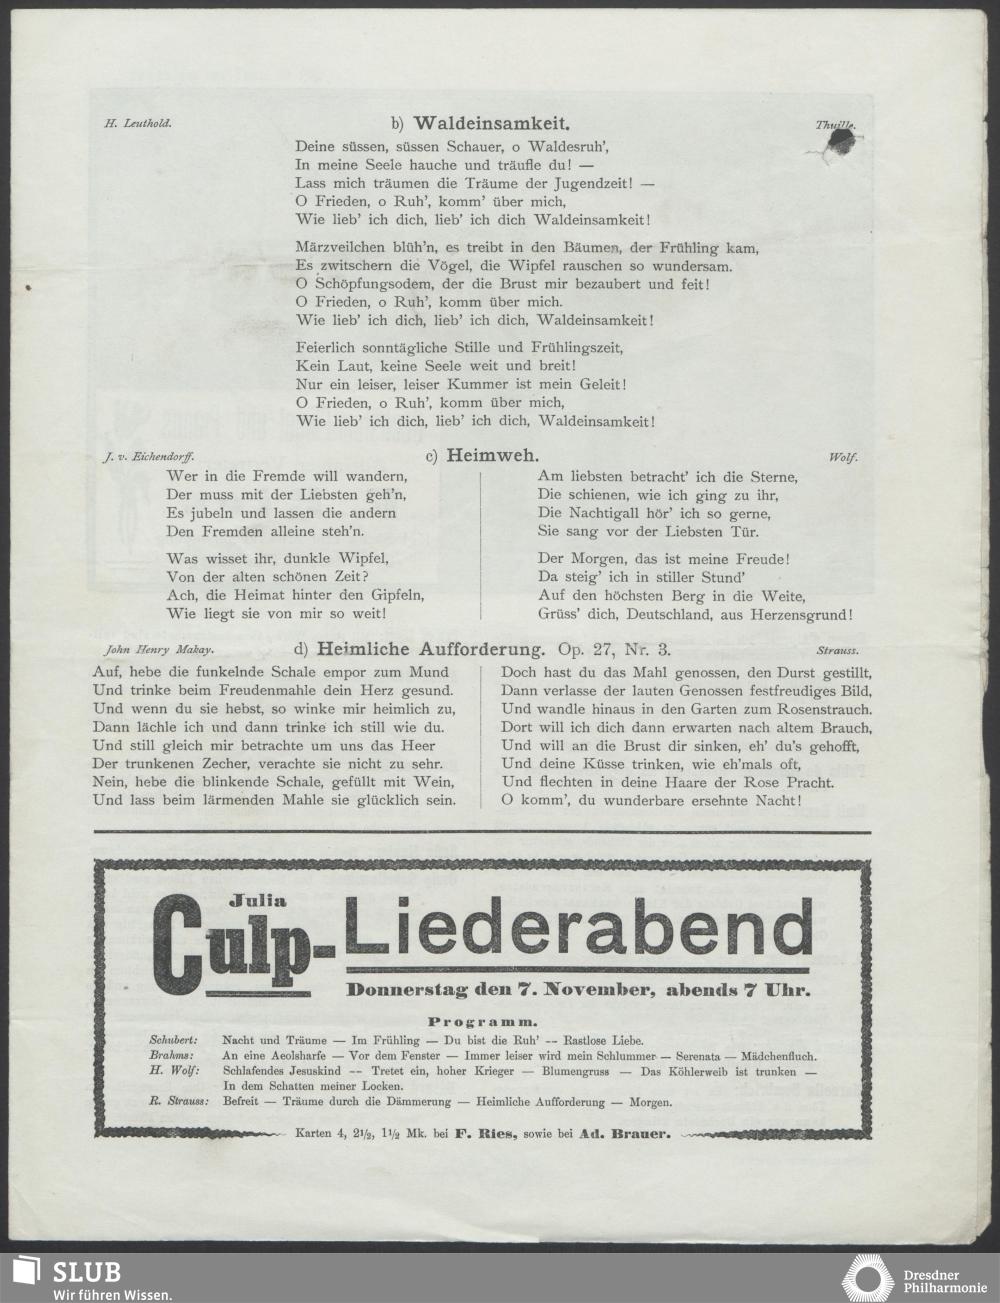 H. Leuthold.
b) Waldeinsamkeit.
Thuille.
Deine süssen, süssen Schauer, o Waldesruh',
In meine Seele hauche und träufle du! —
Lass mich träumen die Träume der Jugendzeit! —
O Frieden, o Ruh', komm' über mich,
Wie lieb' ich dich, lieb' ich dich Waldeinsamkeit!
Märzveilchen blüh'n, es treibt in den Bäumen, der Frühling kam,
Es zwitschern die Vögel, die Wipfel rauschen so wundersam.
O Schöpfungsodem, der die Brust mir bezaubert und feit!
O Frieden, o Ruh', komm über mich.
Wie lieb' ich dich, lieb' ich dich, Waldeinsamkeit!
Feierlich sonntägliche Stille und Frühlingszeit,
Kein Laut, keine Seele weit und breit!
Nur ein leiser, leiser Kummer ist mein Geleit!
O Frieden, o Ruh', komm über mich,
Wie lieb' ich dich, lieb' ich dich, Waldeinsamkeit!
J. v. Eichendorff.
c) Heimweh.
Wolf.
Wer in die Fremde will wandern,
Der muss mit der Liebsten geh'n,
Es jubeln und lassen die andern
Den Fremden alleine steh'n.
Was wisset ihr, dunkle Wipfel,
Von der alten schönen Zeit?
Ach, die Heimat hinter den Gipfeln,
Wie liegt sie von mir so weit!
Am liebsten betracht' ich die Sterne,
Die schienen, wie ich ging zu ihr,
Die Nachtigall hör' ich so gerne,
Sie sang vor der Liebsten Tür.
Der Morgen, das ist meine Freude!
Da steig' ich in stiller Stund'
Auf den höchsten Berg in die Weite,
Grüss' dich, Deutschland, aus Herzensgrund!
John Henry Makay.
d) Heimliche Aufforderung. Op. 27, Nr. 3.
Strauss.
Auf, hebe die funkelnde Schale empor zum Mund
Und trinke beim Freudenmahle dein Herz gesund.
Und wenn du sie hebst, so winke mir heimlich zu,
Dann lächle ich und dann trinke ich still wie du.
Und still gleich mir betrachte um uns das Heer
Der trunkenen Zecher, verachte sie nicht zu sehr.
Nein, hebe die blinkende Schale, gefüllt mit Wein,
Und lass beim lärmenden Mahle sie glücklich sein.
Doch hast du das Mahl genossen, den Durst gestillt,
Dann verlasse der lauten Genossen festfreudiges Bild,
Und wandle hinaus in den Garten zum Rosenstrauch.
Dort will ich dich dann erwarten nach altem Brauch,
Und will an die Brust dir sinken, eh' du's gehofft,
Und deine Küsse trinken, wie eh'mals oft,
Und flechten in deine Haare der Rose Pracht.
O komm', du wunderbare ersehnte Nacht!
Julia
Culp-Liederabend
Donnerstag den 7. November, abends 7 Uhr.
Programm.
Schubert: Nacht und Träume — Im Frühling — Du bist die Ruh' -- Rastlose Liebe.
Brahms: An eine Aeolsharfe — Vor dem Fenster — Immer leiser wird mein Schlummer — Serenata — Mädchenfluch.
H. Wolf: Schlafendes Jesuskind -- Tretet ein, hoher Krieger — Blumengruss — Das Köhlerweib ist trunken —
In dem Schatten meiner Locken.
R. Strauss: Befreit — Träume durch die Dämmerung — Heimliche Aufforderung — Morgen.
Karten 4, 2 1/2, 1 1/2 Mk. bei F. Ries, sowie bei Ad. Brauer.
SLUB
Wir führen Wissen.
Dresdner
Philharmonie